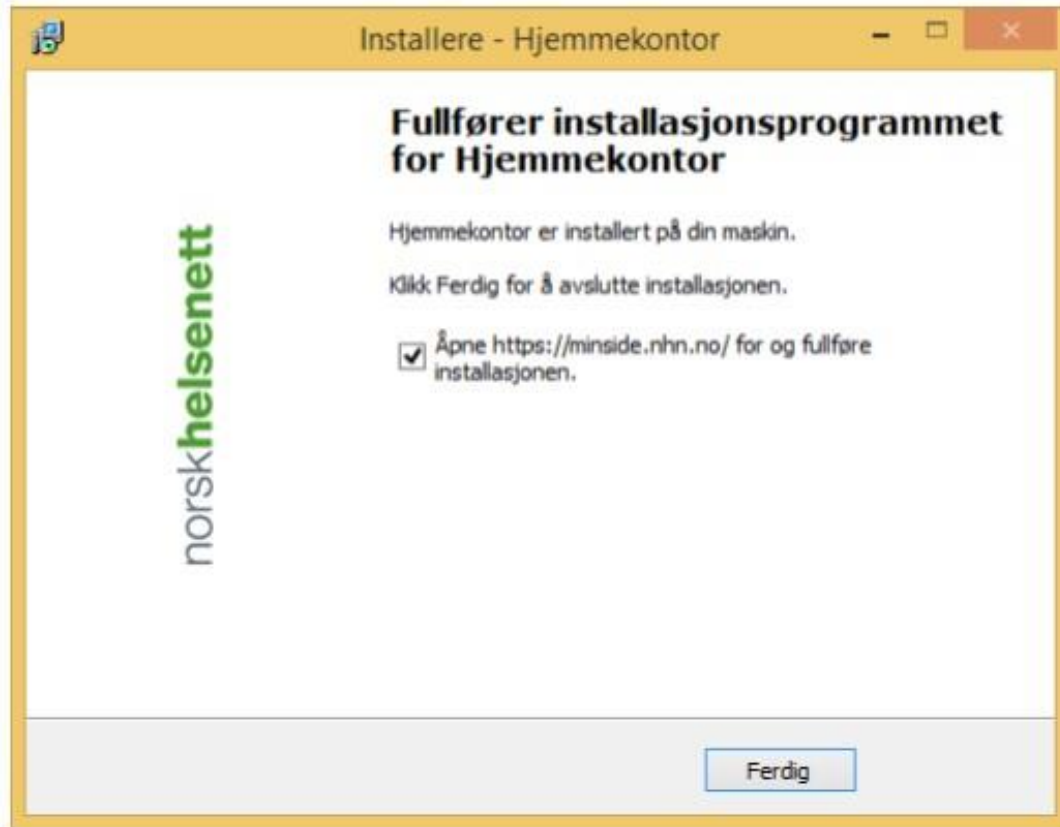 Installere - Hjemmekontor
Fullfører installasjonsprogrammet
for Hjemmekontor
Hjemmekontor er installert på din maskin.
Klikk Ferdig for å avslutte installasjonen.
Åpne https://minside.nhn.no/ for og fullføre
installasjonen.
norskhelsenett
Ferdig